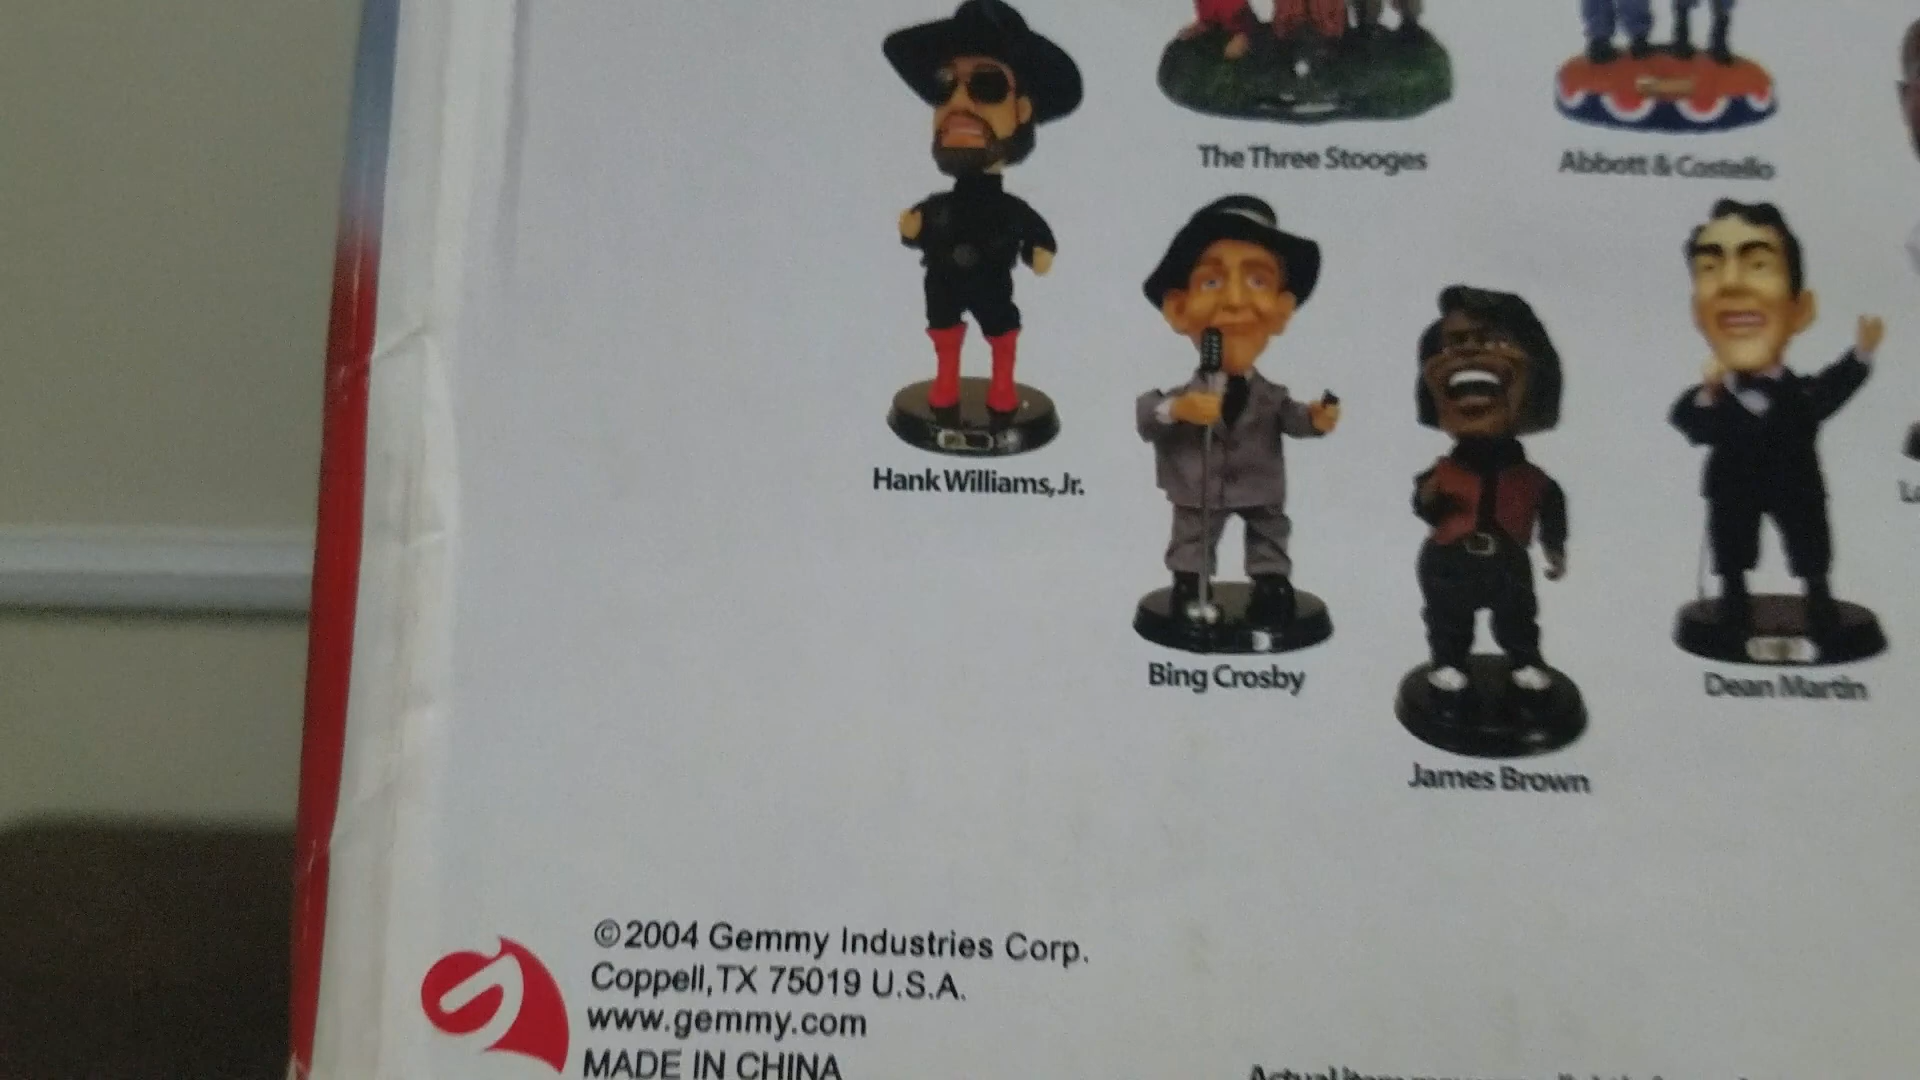 The Three Stooges
Abbott & Costello
Hank Williams, Jr.
Bing Crosby
Dean Martin
James Brown
©2004 Gemmy Industries Corp.
Coppell, TX 75019 U.S.A.
www.gemmy.com
MADE IN CHINA